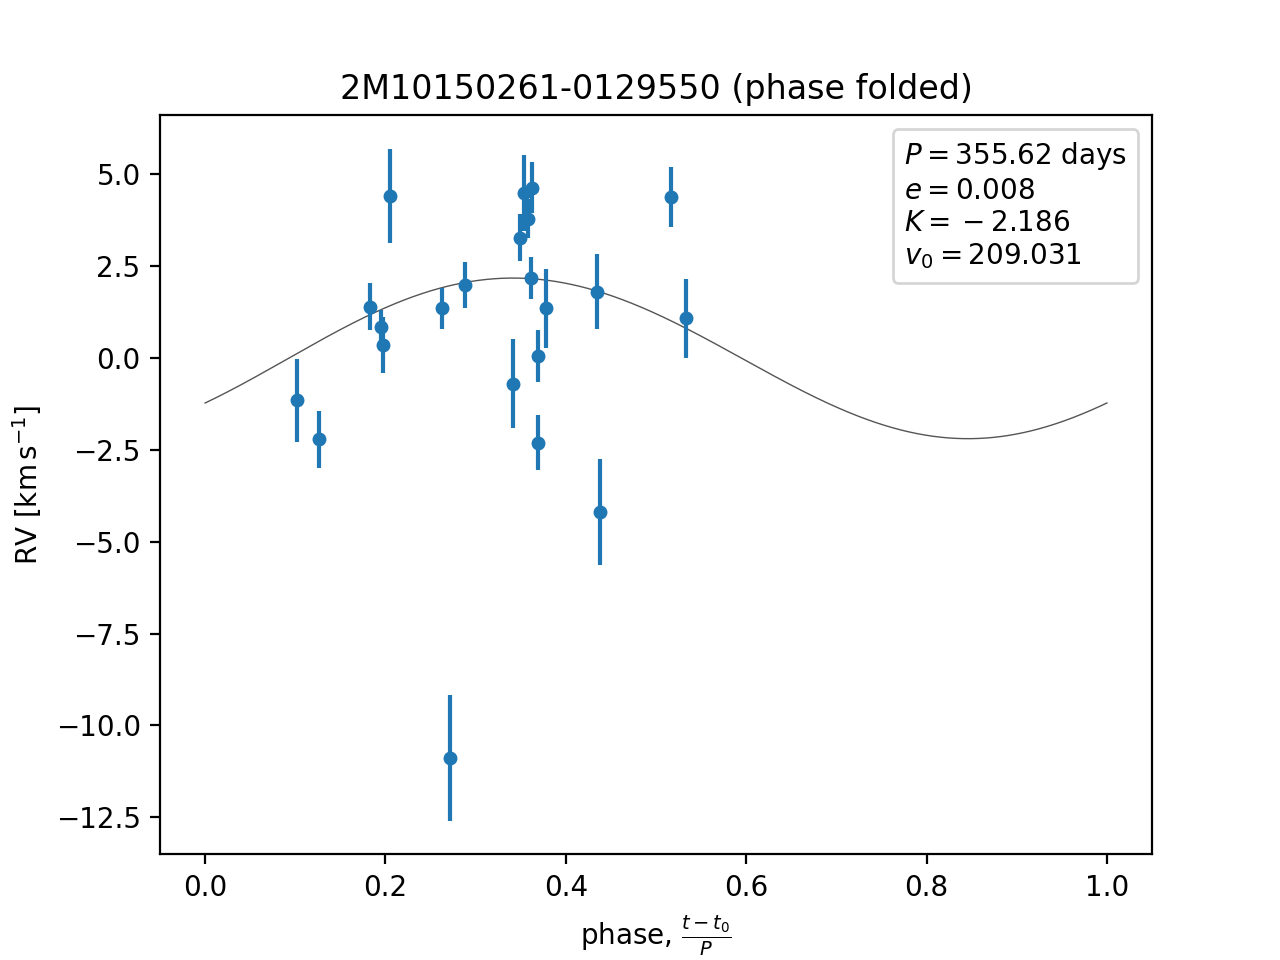 2M10150261-0129550 (phase folded)
P = 355.62 days
e = 0.008
K = −2.186
v₀ = 209.031
5.0
2.5
0.0
−2.5
−5.0
−7.5
−10.0
−12.5
RV [km s⁻¹]
0.0 0.2 0.4 0.6 0.8 1.0
phase, (t − t₀)/P